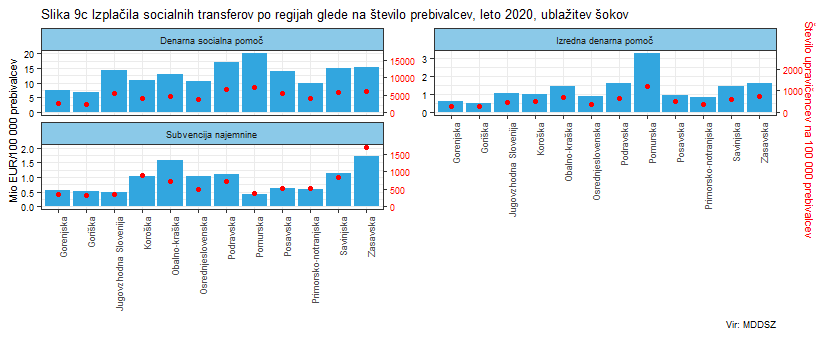 Slika 9c Izplačila socialnih transferov po regijah glede na število prebivalcev, leto 2020, ublažitev šokov
Mio EUR/100 000 prebivalcev
Denarna socialna pomoč
20
15
10
5
0
15000
10000
5000
0
Izredna denarna pomoč
3
2
1
0
2000
1000
0
Gorenjska
Goriška
Jugovzhodna Slovenija
Koroška
Obalno-kraška
Osrednjeslovenska
Podravska
Pomurska
Posavska
Primorsko-notranjska
Savinjska
Zasavska
Število upravičencev na 100 000 prebivalcev
Subvencija najemnine
2.0
1.5
1.0
0.5
0.0
1500
1000
500
0
Gorenjska
Goriška
Jugovzhodna Slovenija
Koroška
Obalno-kraška
Osrednjeslovenska
Podravska
Pomurska
Posavska
Primorsko-notranjska
Savinjska
Zasavska
Vir: MDDSZ